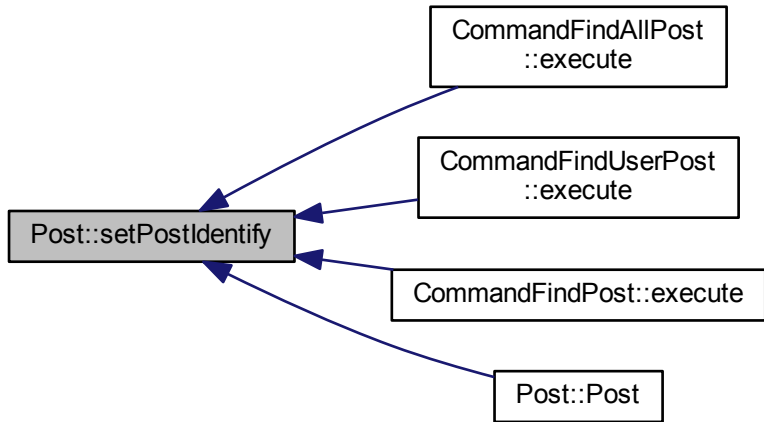 CommandFindAllPost
::execute
CommandFindUserPost
::execute
Post::setPostIdentify
CommandFindPost::execute
Post::Post